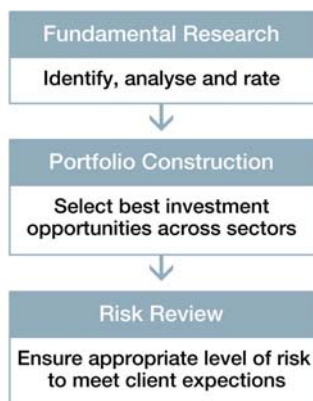 Fundamental Research
Identify, analyse and rate
Portfolio Construction
Select best investment
opportunities across sectors
Risk Review
Ensure appropriate level of risk
to meet client expections